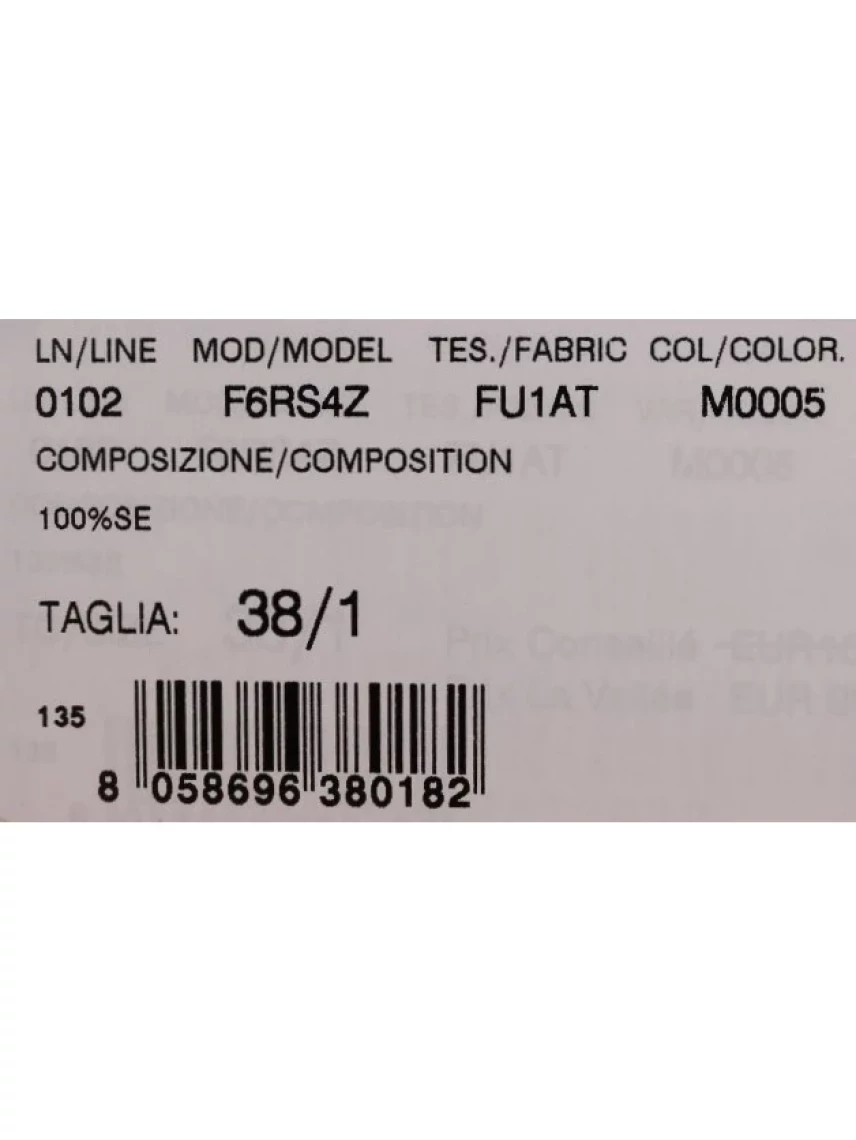 LN/LINE MOD/MODEL TES./FABRIC COL/COLOR.
0102 F6RS4Z FU1AT M0005
COMPOSIZIONE/COMPOSITION
100%SE
TAGLIA: 38/1
135
8 058696 380182